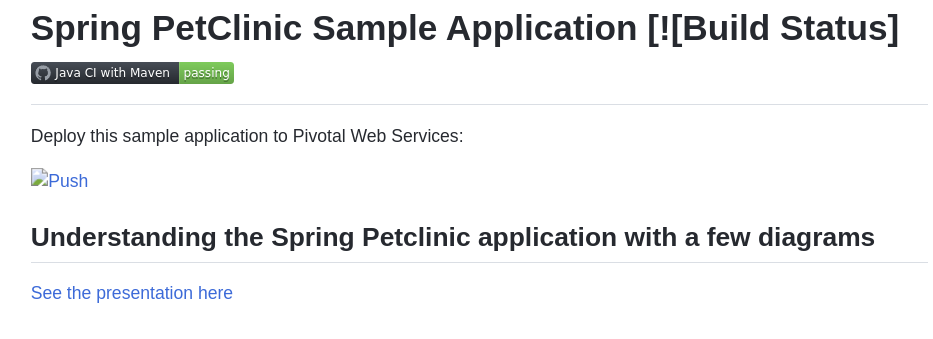 Spring PetClinic Sample Application [![Build Status]
Java CI with Maven passing
Deploy this sample application to Pivotal Web Services:
Push
Understanding the Spring Petclinic application with a few diagrams
See the presentation here